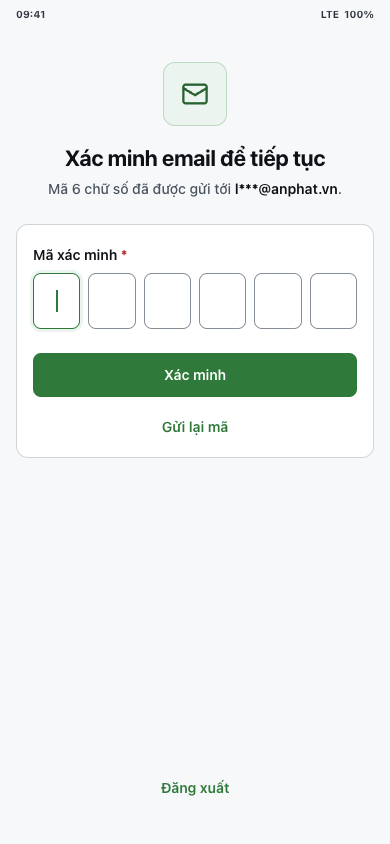 09:41
LTE 100%
Xác minh email để tiếp tục
Mã 6 chữ số đã được gửi tới l***@anphat.vn.
Mã xác minh *
Xác minh
Gửi lại mã
Đăng xuất